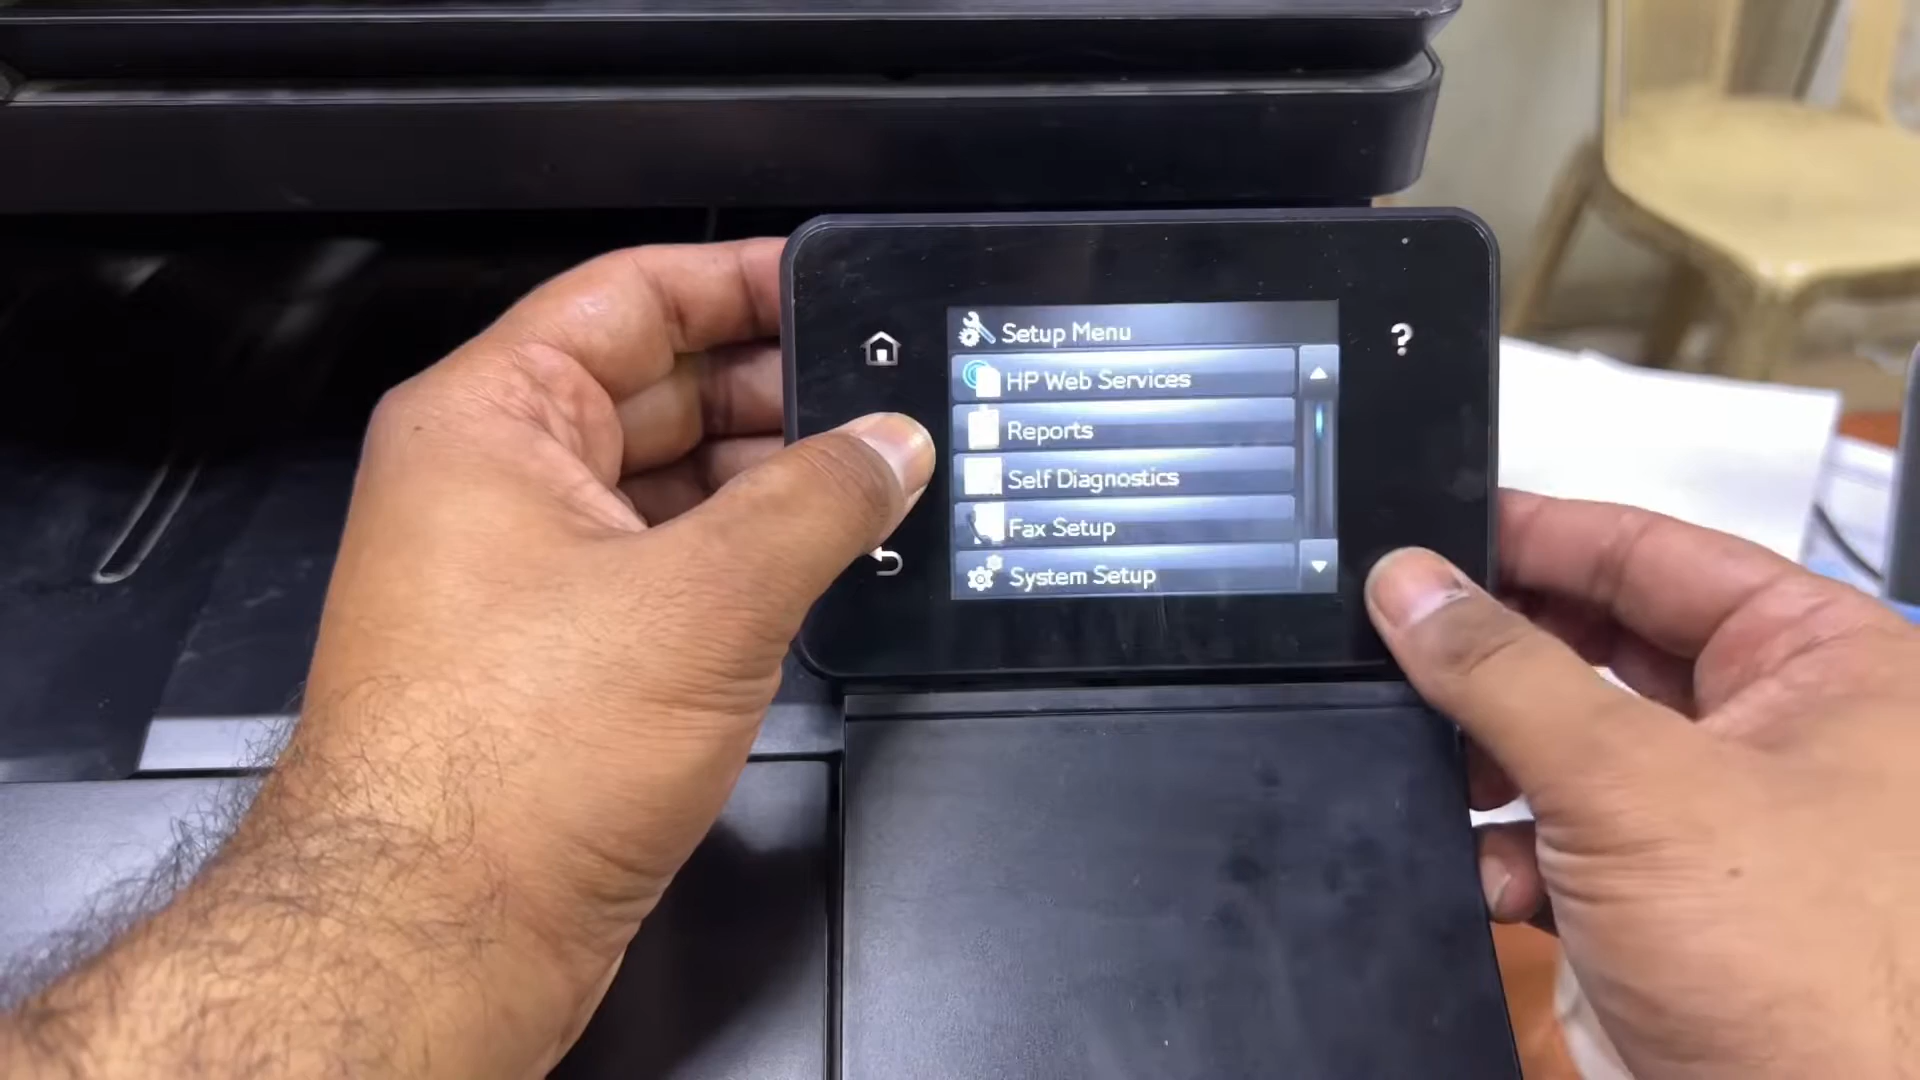 Setup Menu
HP Web Services
Reports
Self Diagnostics
Fax Setup
System Setup
?